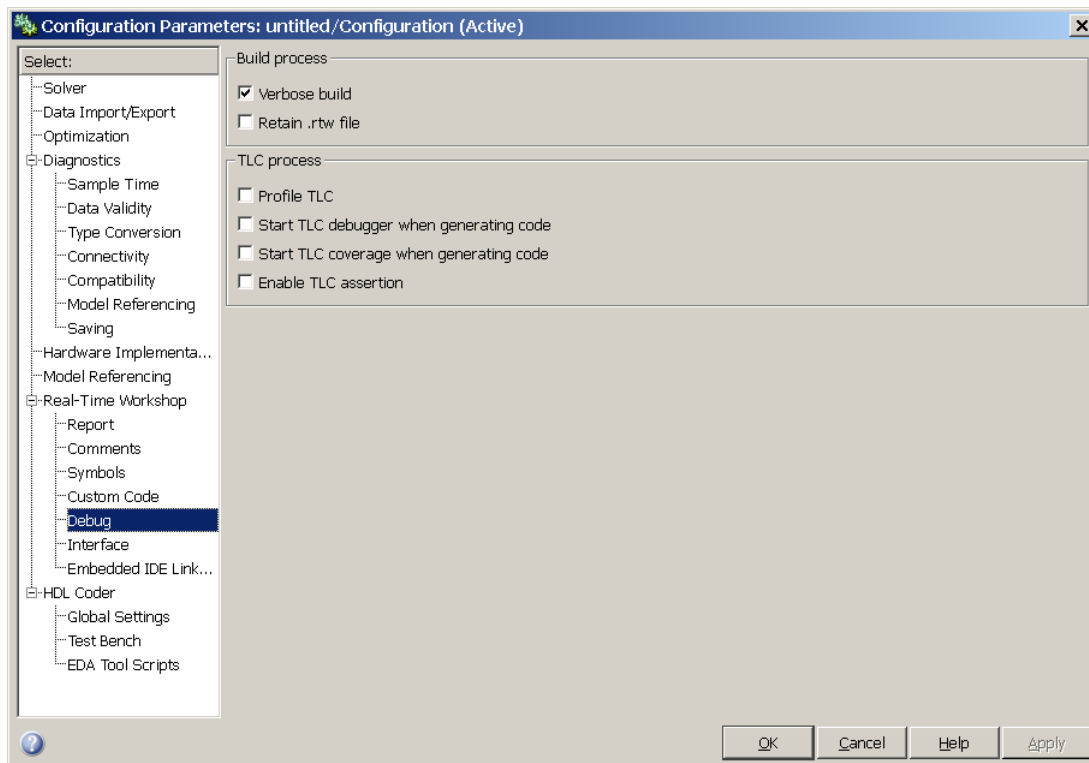 Configuration Parameters: untitled/Configuration (Active)
Select:
Solver
Data Import/Export
Optimization
Diagnostics
Sample Time
Data Validity
Type Conversion
Connectivity
Compatibility
Model Referencing
Saving
Hardware Implementa...
Model Referencing
Real-Time Workshop
Report
Comments
Symbols
Custom Code
Debug
Interface
Embedded IDE Link...
HDL Coder
Global Settings
Test Bench
EDA Tool Scripts
Build process
Verbose build
Retain .rtw file
TLC process
Profile TLC
Start TLC debugger when generating code
Start TLC coverage when generating code
Enable TLC assertion
OK Cancel Help Apply